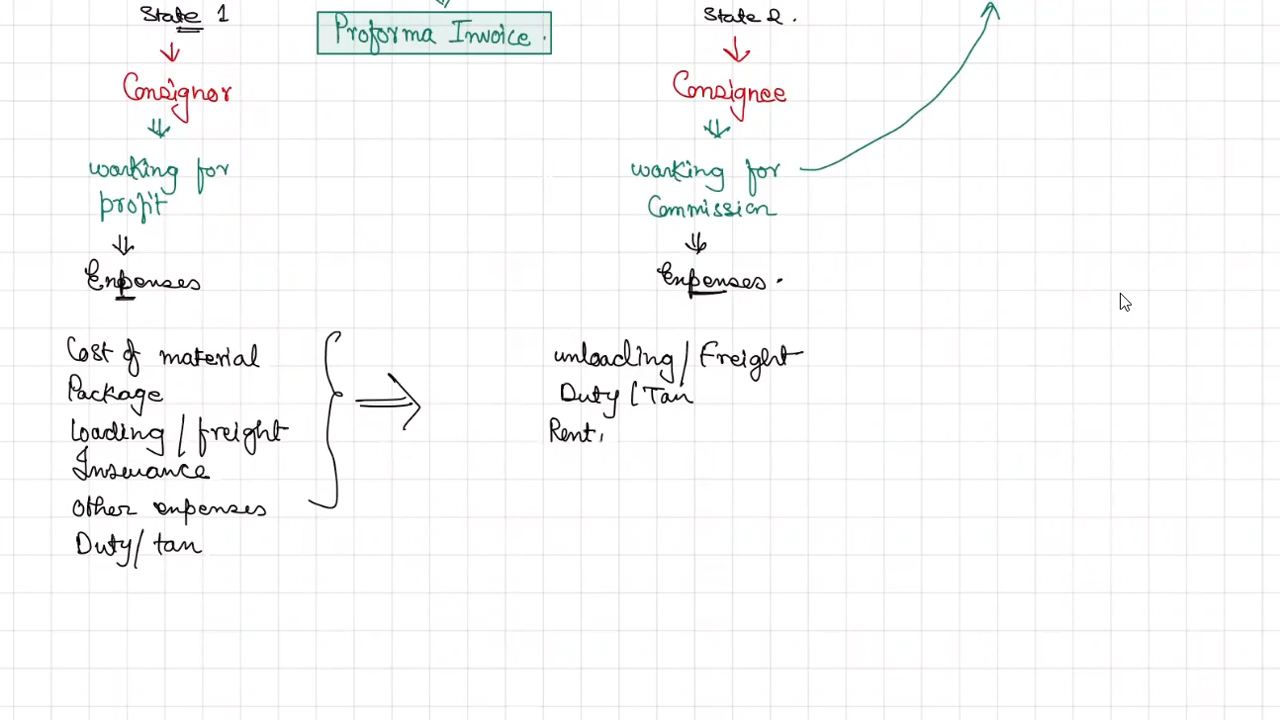 State 1
Proforma Invoice.
State 2.
Consignor
Consignee
working for
profit
working for
Commission
Expenses
Expenses.
Cost of material
Package
loading / freight
Insurance
other expenses
Duty / tax
unloading / Freight
Duty / Tax
Rent,